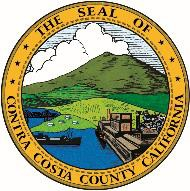 THE SEAL OF
CONTRA COSTA COUNTY CALIFORNIA